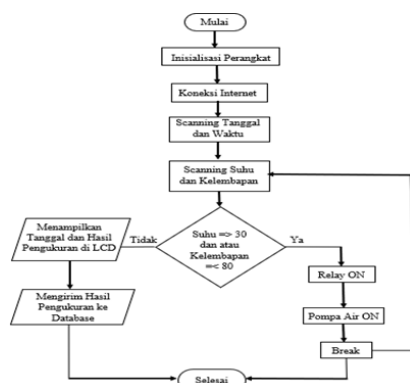 Mulai
Inisialisasi Perangkat
Koneksi Internet
Scanning Tanggal
dan Waktu
Scanning Suhu
dan Kelembapan
Menampilkan
Tanggal dan Hasil
Pengukuran di LCD
Tidak
Suhu => 30
dan atau
Kelembapan
=< 80
Ya
Relay ON
Mengirim Hasil
Pengukuran ke
Database
Pompa Air ON
Break
Selesai